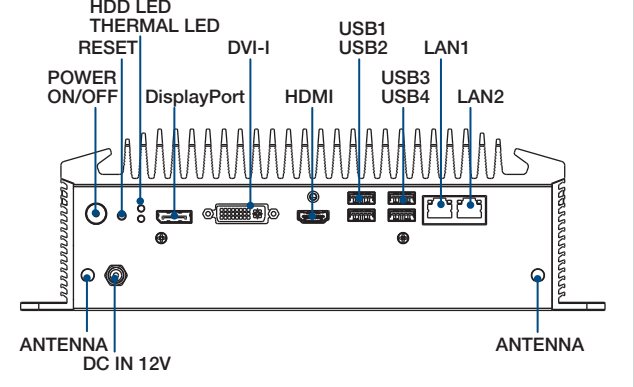 HDD LED
THERMAL LED
RESET
DVI-I
USB1
USB2
LAN1
POWER
ON/OFF
DisplayPort
HDMI
USB3
USB4
LAN2
ANTENNA
DC IN 12V
ANTENNA